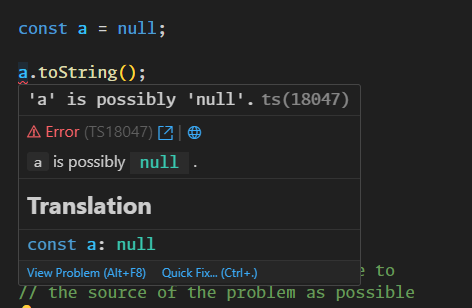 const a = null;
a.toString();
'a' is possibly 'null'. ts(18047)
Error (TS18047) |
a is possibly null .
Translation
const a: null
View Problem (Alt+F8) Quick Fix... (Ctrl+.)
to
// the source of the problem as possible